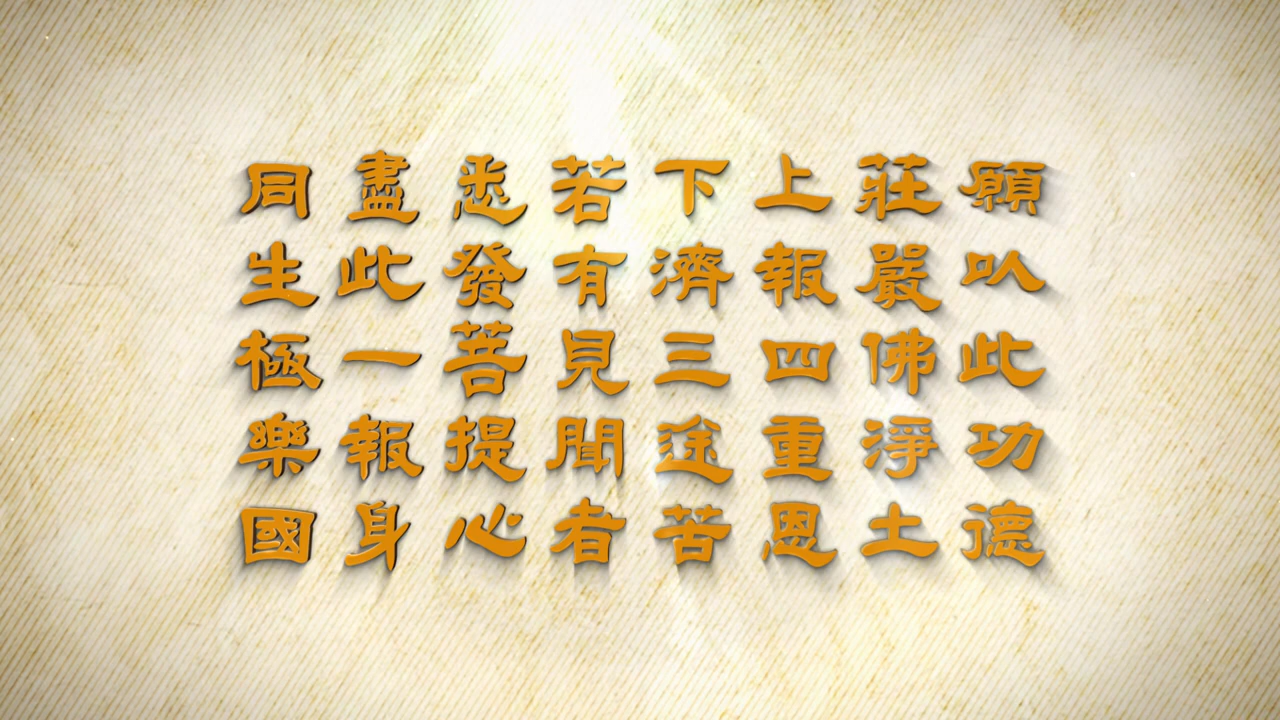 願以此功德
莊嚴佛淨土
上報四重恩
下濟三途苦
若有見聞者
悉發菩提心
盡此一報身
同生極樂國